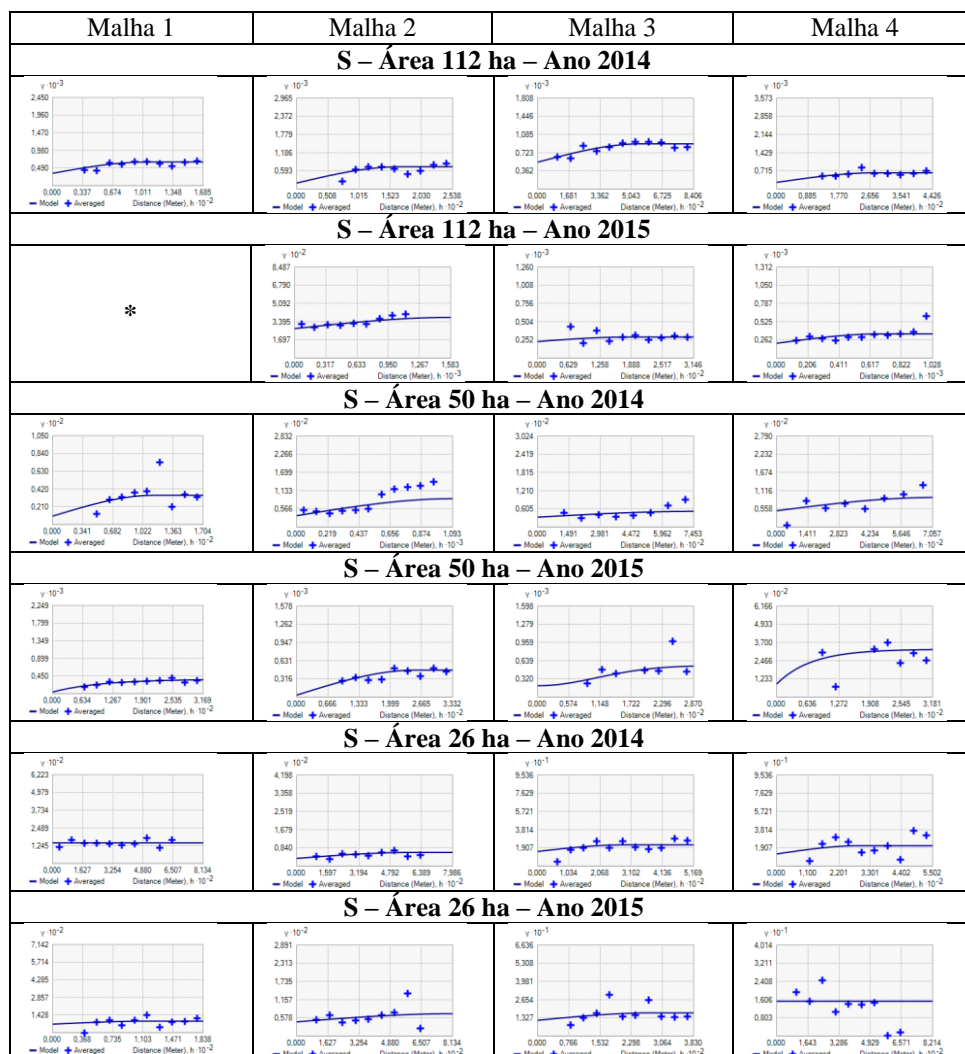 Malha 1 Malha 2 Malha 3 Malha 4
S – Área 112 ha – Ano 2014
γ ·10⁻³ γ ·10⁻³ γ ·10⁻³ γ ·10⁻³
2,450 2,965 1,808 3,573
1,960 2,372 1,446 2,858
1,470 1,779 1,085 2,144
0,980 1,186 0,723 1,429
0,490 0,593 0,362 0,715
0,000 0,337 0,674 1,011 1,348 1,685 0,000 0,508 1,015 1,523 2,030 2,538 0,000 1,681 3,362 5,043 6,725 8,406 0,000 0,885 1,770 2,656 3,541 4,426
Model Averaged Distance (Meter), h ·10⁻² Model Averaged Distance (Meter), h ·10⁻² Model Averaged Distance (Meter), h ·10⁻² Model Averaged Distance (Meter), h ·10⁻²
S – Área 112 ha – Ano 2015
* γ ·10⁻² γ ·10⁻³ γ ·10⁻³
8,487 1,260 1,312
6,790 1,008 1,050
5,092 0,756 0,787
3,395 0,504 0,525
1,697 0,252 0,262
0,000 0,317 0,633 0,950 1,267 1,583 0,000 0,629 1,258 1,888 2,517 3,146 0,000 0,206 0,411 0,617 0,822 1,028
Model Averaged Distance (Meter), h ·10⁻³ Model Averaged Distance (Meter), h ·10⁻² Model Averaged Distance (Meter), h ·10⁻³
S – Área 50 ha – Ano 2014
γ ·10⁻² γ ·10⁻² γ ·10⁻² γ ·10⁻²
1,050 2,832 3,024 2,790
0,840 2,266 2,419 2,232
0,630 1,699 1,815 1,674
0,420 1,133 1,210 1,116
0,210 0,566 0,605 0,558
0,000 0,341 0,682 1,022 1,363 1,704 0,000 0,219 0,437 0,656 0,874 1,093 0,000 1,491 2,981 4,472 5,962 7,453 0,000 1,411 2,823 4,234 5,646 7,057
Model Averaged Distance (Meter), h ·10⁻² Model Averaged Distance (Meter), h ·10⁻³ Model Averaged Distance (Meter), h ·10⁻² Model Averaged Distance (Meter), h ·10⁻²
S – Área 50 ha – Ano 2015
γ ·10⁻³ γ ·10⁻³ γ ·10⁻³ γ ·10⁻²
2,249 1,578 1,598 6,166
1,799 1,262 1,279 4,933
1,349 0,947 0,959 3,700
0,899 0,631 0,639 2,466
0,450 0,316 0,320 1,233
0,000 0,634 1,267 1,901 2,535 3,169 0,000 0,666 1,333 1,999 2,665 3,332 0,000 0,574 1,148 1,722 2,296 2,870 0,000 0,636 1,272 1,908 2,545 3,181
Model Averaged Distance (Meter), h ·10⁻² Model Averaged Distance (Meter), h ·10⁻² Model Averaged Distance (Meter), h ·10⁻² Model Averaged Distance (Meter), h ·10⁻²
S – Área 26 ha – Ano 2014
γ ·10⁻² γ ·10⁻² γ ·10⁻¹ γ ·10⁻¹
6,223 4,198 9,536 9,536
4,979 3,358 7,629 7,629
3,734 2,519 5,721 5,721
2,489 1,679 3,814 3,814
1,245 0,840 1,907 1,907
0,000 1,627 3,254 4,880 6,507 8,134 0,000 1,597 3,194 4,792 6,389 7,986 0,000 1,034 2,068 3,102 4,136 5,169 0,000 1,100 2,201 3,301 4,402 5,502
Model Averaged Distance (Meter), h ·10⁻² Model Averaged Distance (Meter), h ·10⁻² Model Averaged Distance (Meter), h ·10⁻² Model Averaged Distance (Meter), h ·10⁻²
S – Área 26 ha – Ano 2015
γ ·10⁻² γ ·10⁻² γ ·10⁻¹ γ ·10⁻¹
7,142 2,891 6,636 4,014
5,714 2,313 5,308 3,211
4,285 1,735 3,981 2,408
2,857 1,157 2,654 1,606
1,428 0,578 1,327 0,803
0,000 0,368 0,735 1,103 1,471 1,838 0,000 1,627 3,254 4,880 6,507 8,134 0,000 0,766 1,532 2,298 3,064 3,830 0,000 1,643 3,286 4,929 6,571 8,214
Model Averaged Distance (Meter), h ·10⁻² Model Averaged Distance (Meter), h ·10⁻² Model Averaged Distance (Meter), h ·10⁻² Model Averaged Distance (Meter), h ·10⁻²